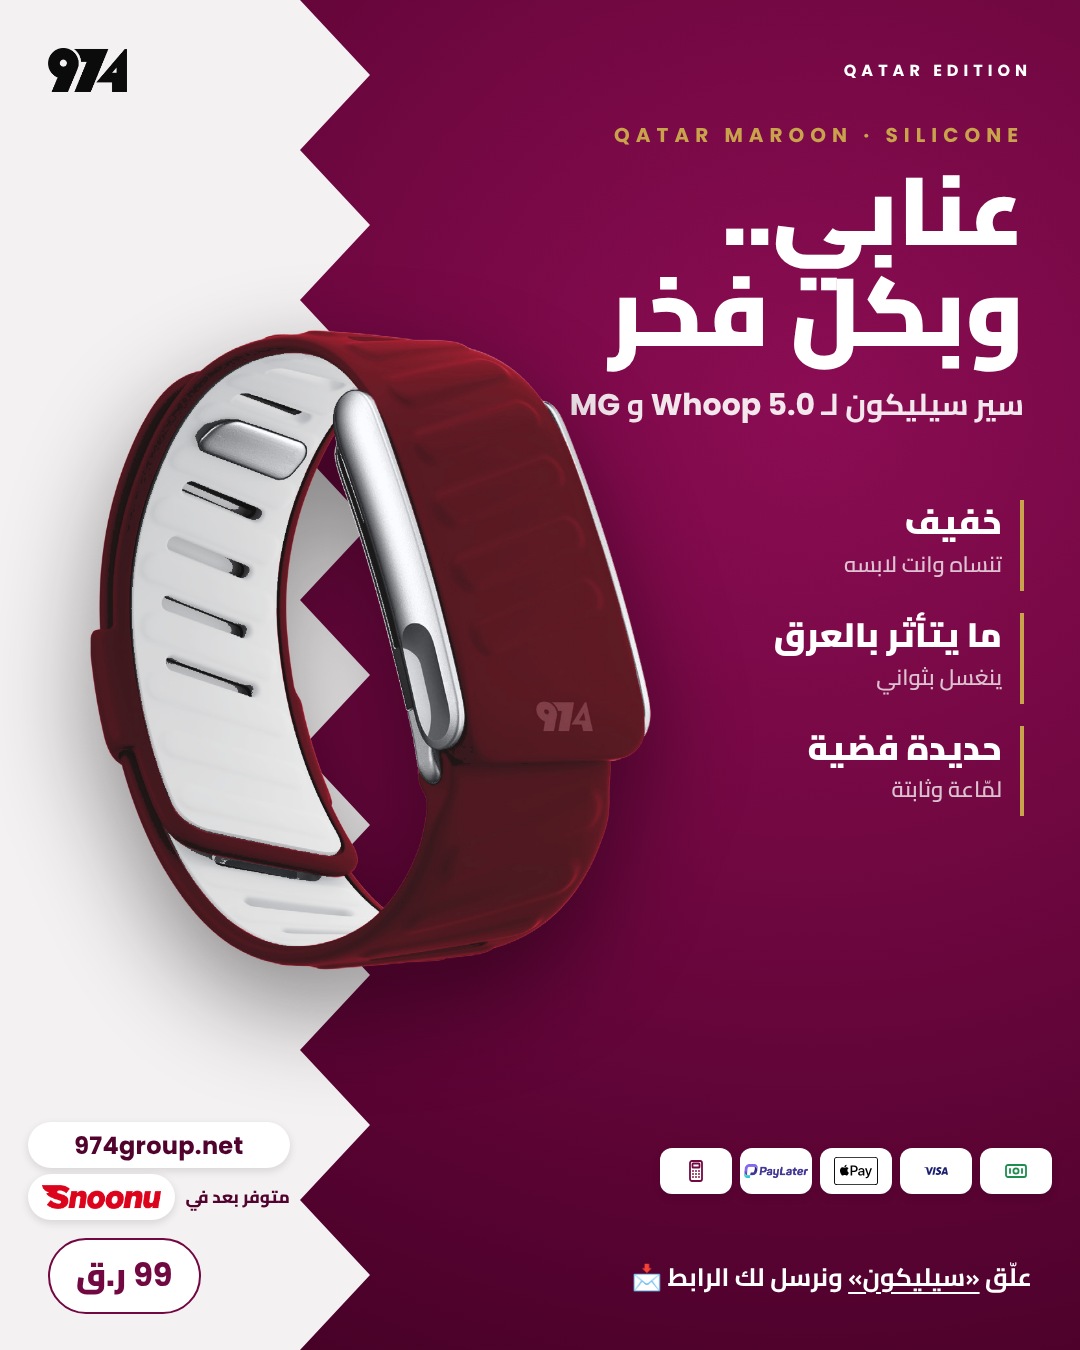 974
QATAR EDITION
QATAR MAROON · SILICONE
عنابي..
وبكل فخر
سير سيليكون لـ Whoop 5.0 و MG
خفيف
تنساه وانت لابسه
ما يتأثر بالعرق
ينغسل بثواني
حديدة فضية
لمّاعة وثابتة
974
974group.net
متوفر بعد في Snoonu
99 ر.ق
PayLater
Pay
VISA
علّق «سيليكون» ونرسل لك الرابط